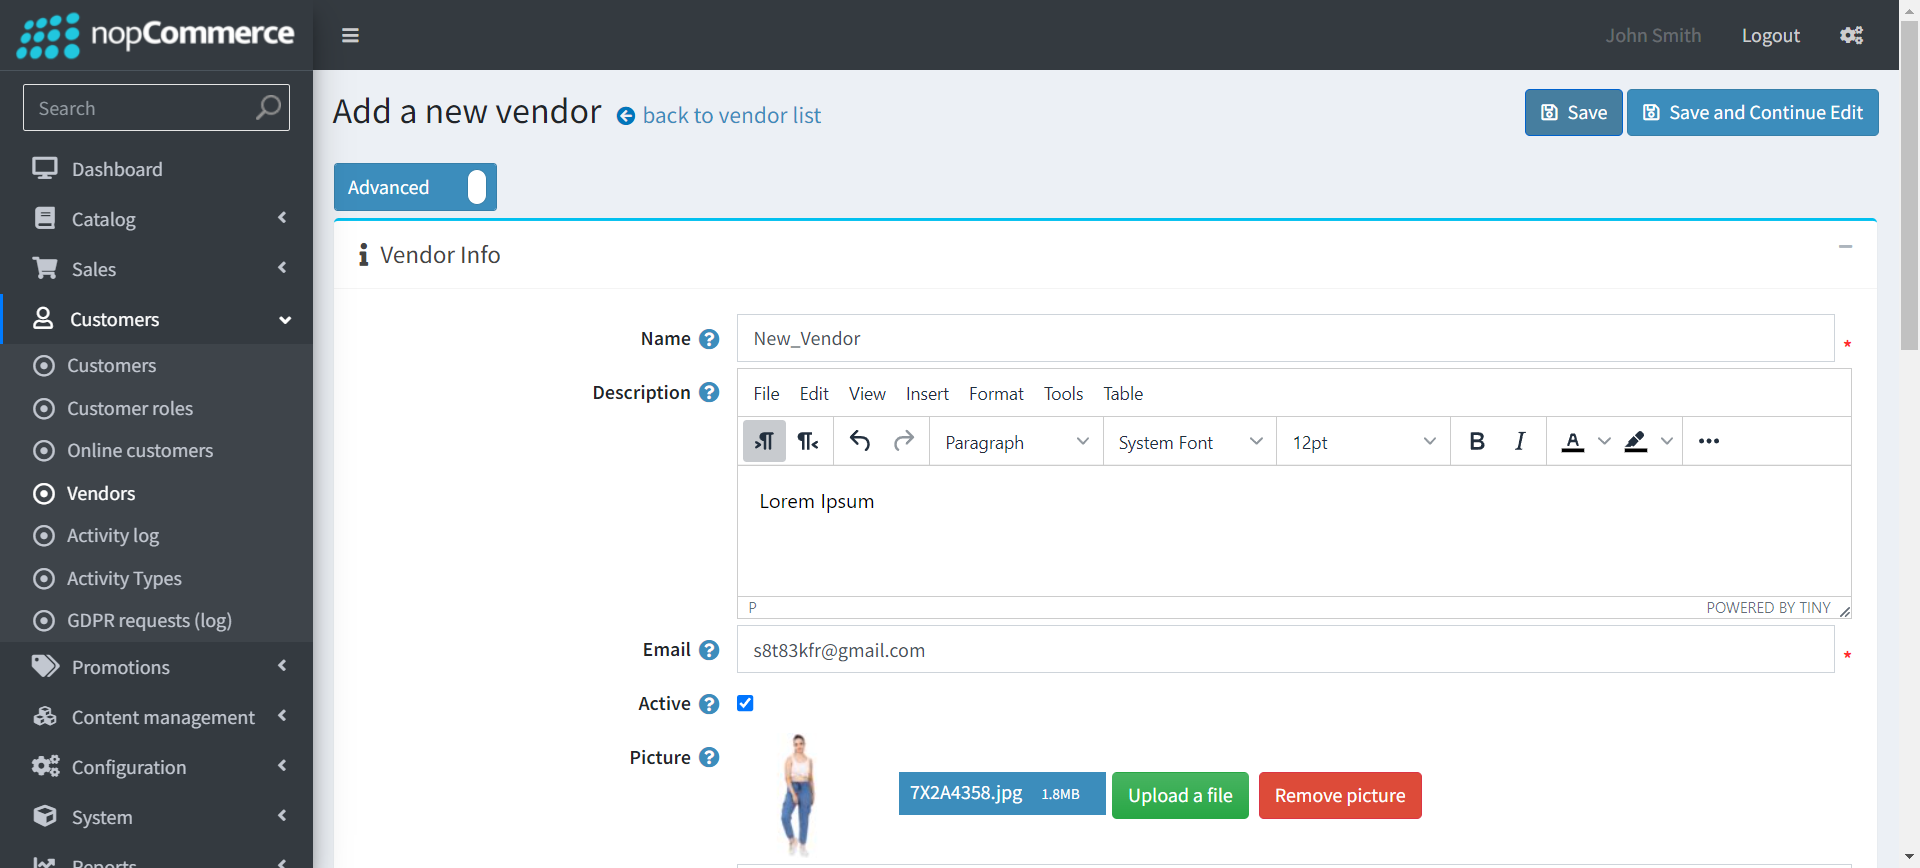 nopCommerce
John Smith
Logout
Search
Add a new vendor
back to vendor list
Save
Save and Continue Edit
Dashboard
Catalog
Sales
Customers
Customers
Customer roles
Online customers
Vendors
Activity log
Activity Types
GDPR requests (log)
Promotions
Content management
Configuration
System
Reports
Advanced
Vendor Info
Name
New_Vendor
*
Description
File Edit View Insert Format Tools Table
Paragraph System Font 12pt B I A
Lorem Ipsum
P
POWERED BY TINY
Email
s8t83kfr@gmail.com
*
Active
Picture
7X2A4358.jpg 1.8MB
Upload a file
Remove picture